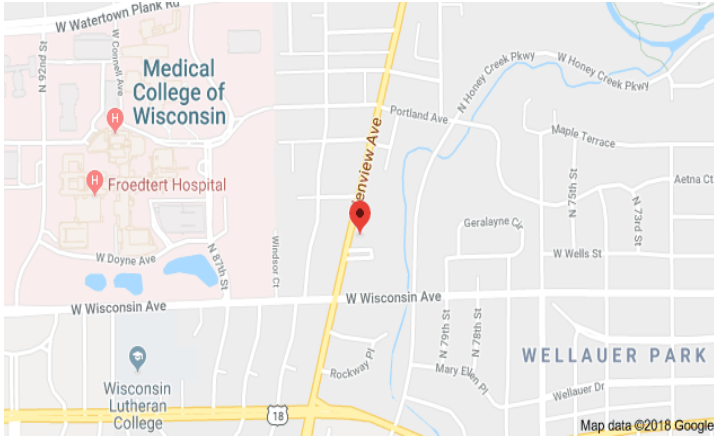 W Watertown Plank Rd
N 92nd St
W Connell Ave
Medical
College of
Wisconsin
H
H
Froedtert Hospital
W Doyne Ave
N 87th St
Windsor Ct
W Wisconsin Ave
enview Ave
Portland Ave
N Honey Creek Pkwy
W Honey Creek Pkwy
Maple Terrace
N 75th St
Aetna Ct
N 73rd St
Geralayne Cir
W Wells St
W Wisconsin Ave
N 79th St
N 78th St
WELLAUER PARK
Rockway Pl
Mary Ellen Pl
Wellauer Dr
Wisconsin
Lutheran
College
18
Map data ©2018 Google